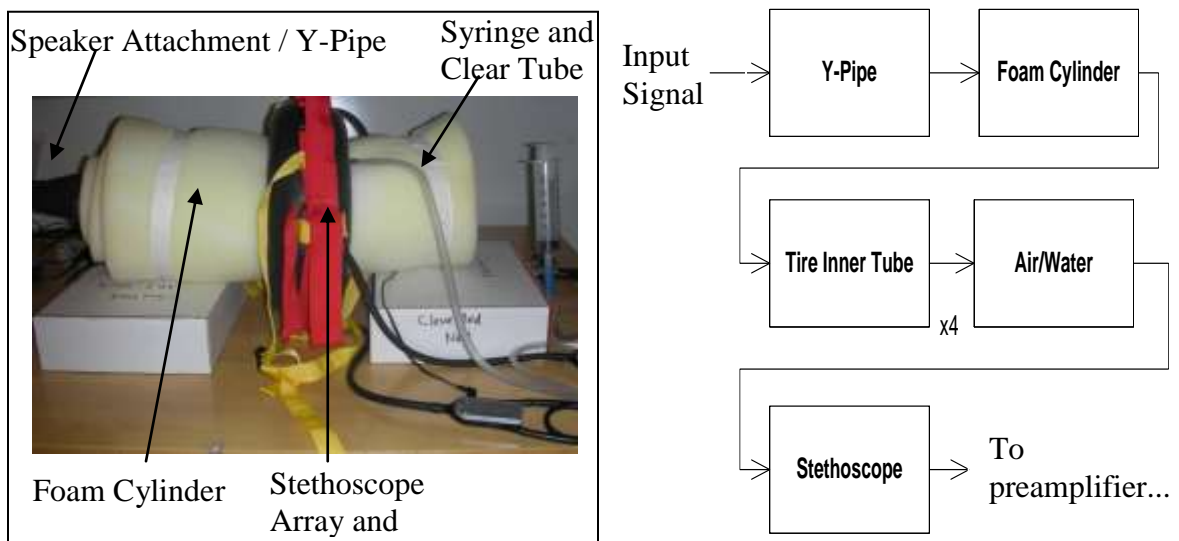 Speaker Attachment / Y-Pipe
Syringe and
Clear Tube
Foam Cylinder
Stethoscope
Array and
Input
Signal
Y-Pipe
Foam Cylinder
Tire Inner Tube
x4
Air/Water
Stethoscope
To
preamplifier...